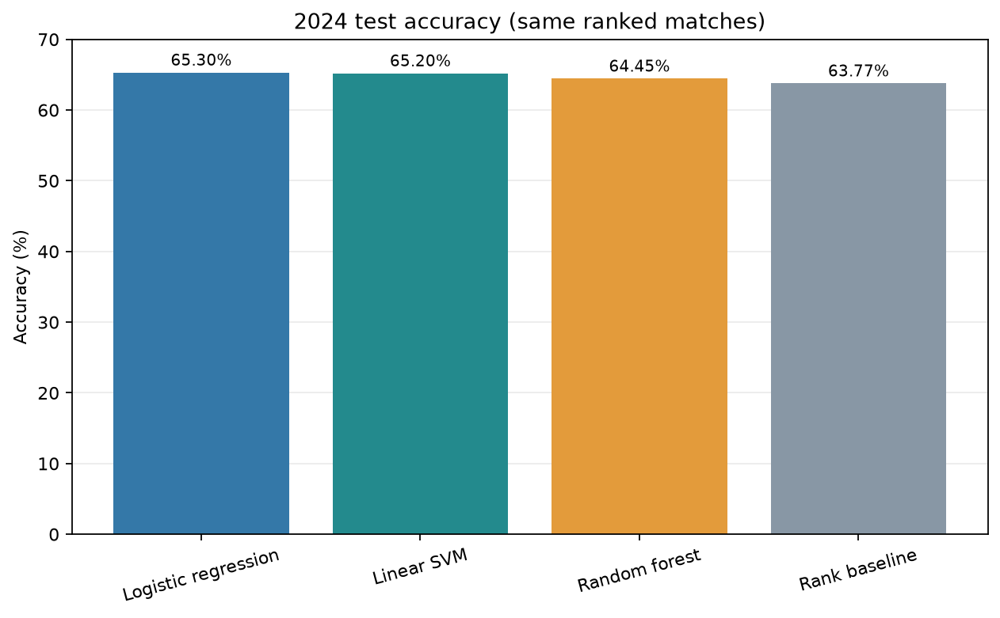 2024 test accuracy (same ranked matches)
70
60
50
40
30
20
10
0
Accuracy (%)
65.30%
65.20%
64.45%
63.77%
Logistic regression
Linear SVM
Random forest
Rank baseline